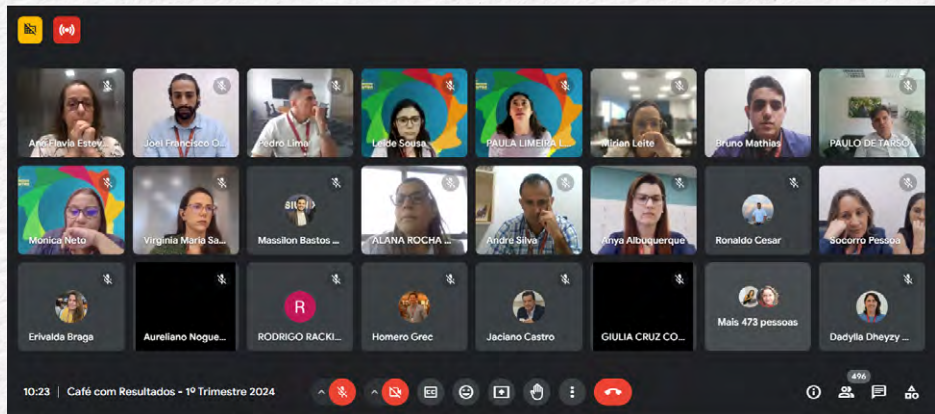 Ana Flavia Estev...
Joel Francisco O...
Pedro Lima
Leide Sousa
PAULA LIMEIRA L...
Mirian Leite
Bruno Mathias
PAULO DE TARSO
Monica Neto
Virginia Maria Sa...
Massilon Bastos ...
ALANA ROCHA ...
Andre Silva
Anya Albuquerque
Ronaldo Cesar
Socorro Pessoa
Erivalda Braga
Aureliano Nogue...
R
RODRIGO RACKI...
Homero Grec
Jaciano Castro
GIULIA CRUZ CO...
Mais 473 pessoas
Dadylla Dheyzy ...
10:23 | Café com Resultados - 1º Trimestre 2024
CC
496